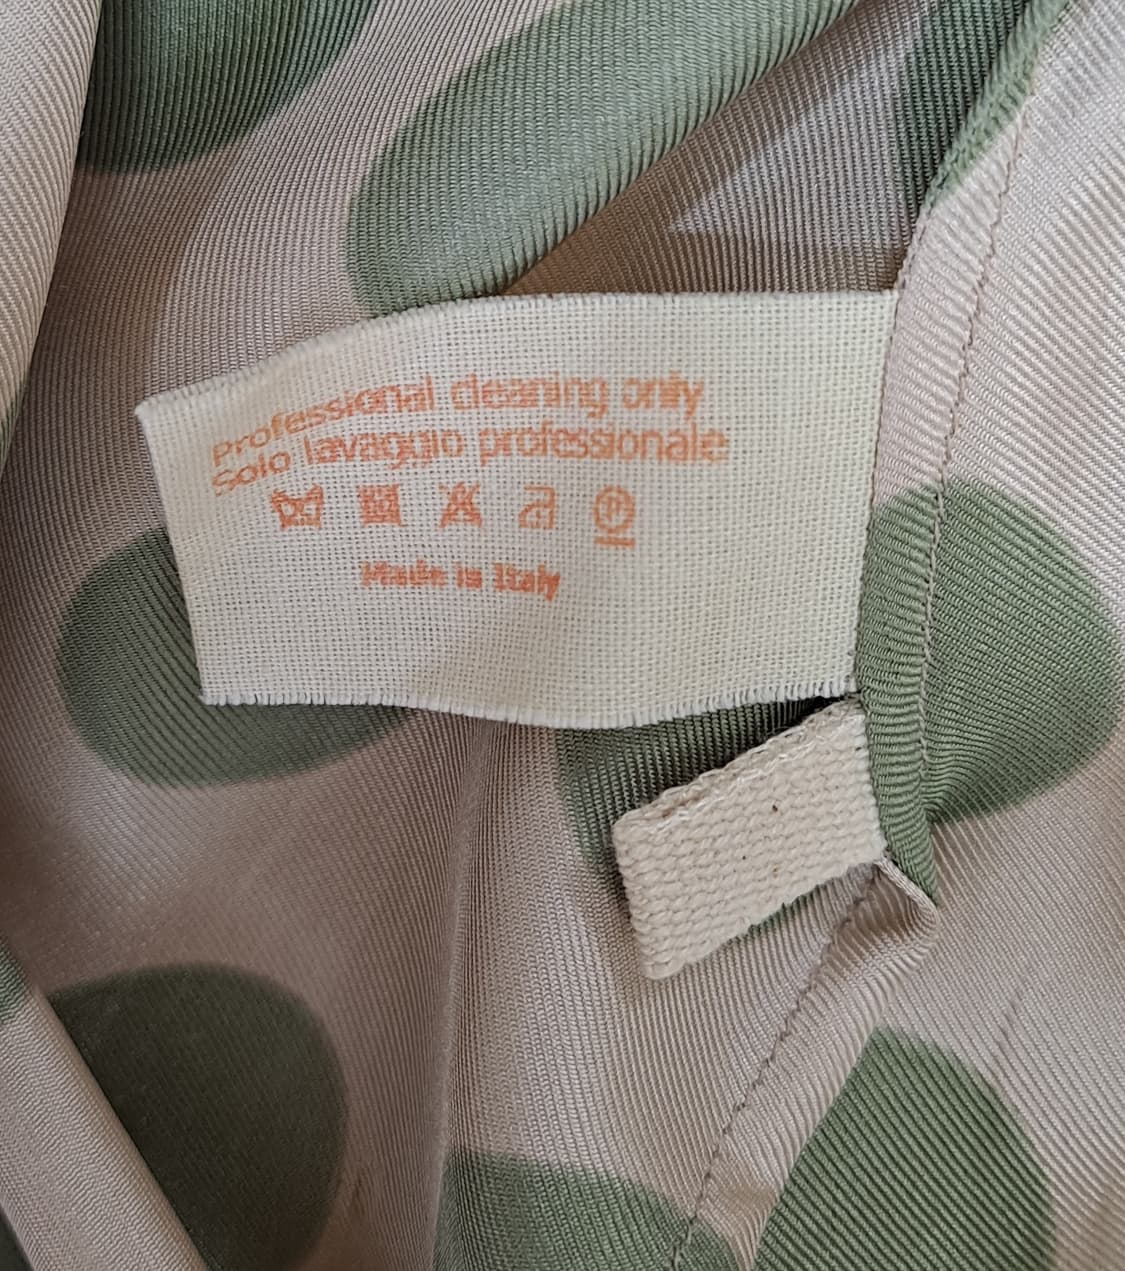 Professional cleaning only
Solo lavaggio professionale
P
Made in Italy